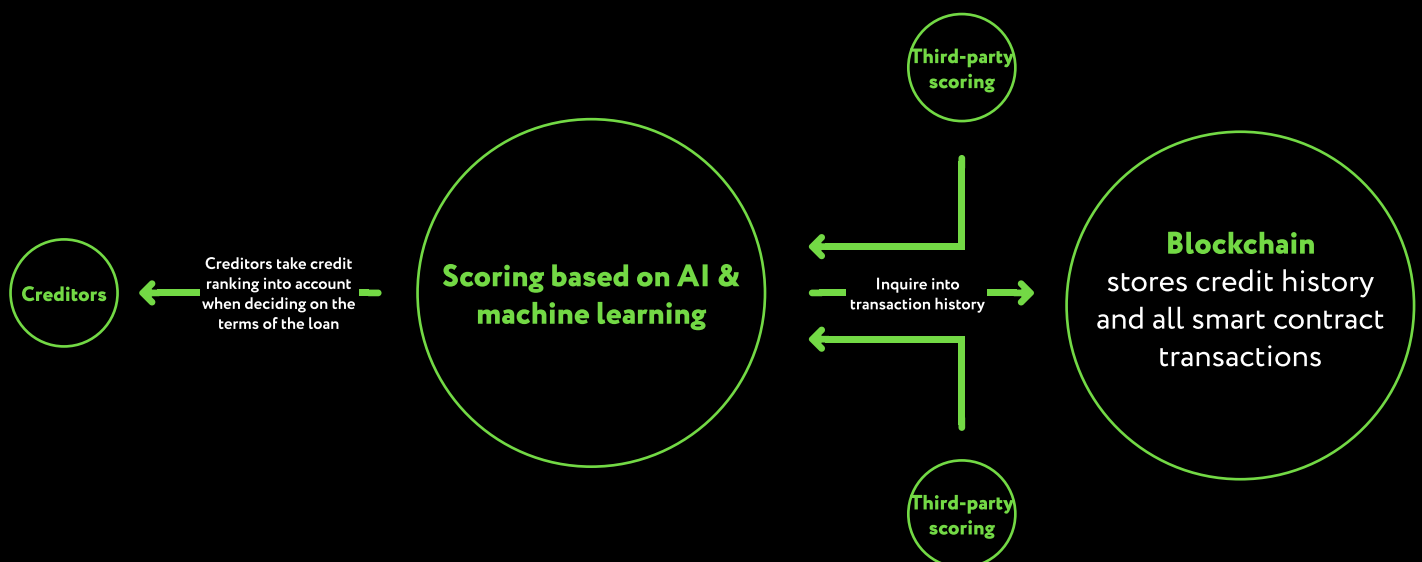 Third-party
scoring
Creditors
Creditors take credit
ranking into account
when deciding on the
terms of the loan
Scoring based on AI &
machine learning
Inquire into
transaction history
Blockchain
stores credit history
and all smart contract
transactions
Third-party
scoring